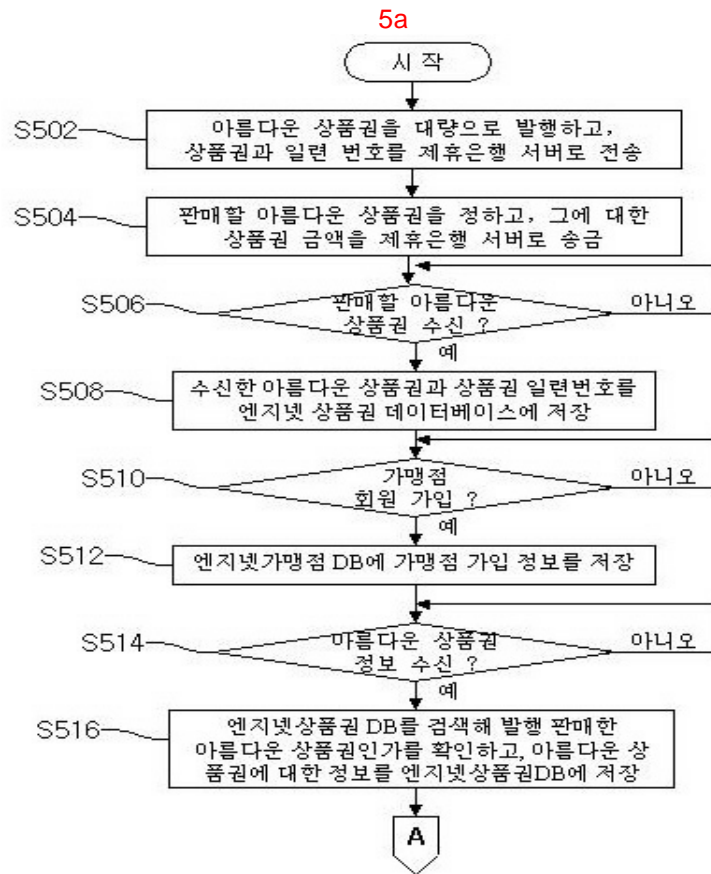 5a
시 작
S502
아름다운 상품권을 대량으로 발행하고,
상품권과 일련 번호를 제휴은행 서버로 전송
S504
판매할 아름다운 상품권을 정하고, 그에 대한
상품권 금액을 제휴은행 서버로 송금
S506
판매할 아름다운
상품권 수신 ?
아니오
예
S508
수신한 아름다운 상품권과 상품권 일련번호를
엔지넷 상품권 데이터베이스에 저장
S510
가맹점
회원 가입 ?
아니오
예
S512
엔지넷가맹점 DB에 가맹점 가입 정보를 저장
S514
아름다운 상품권
정보 수신 ?
아니오
예
S516
엔지넷상품권 DB를 검색해 발행 판매한
아름다운 상품권인가를 확인하고, 아름다운 상
품권에 대한 정보를 엔지넷상품권DB에 저장
A